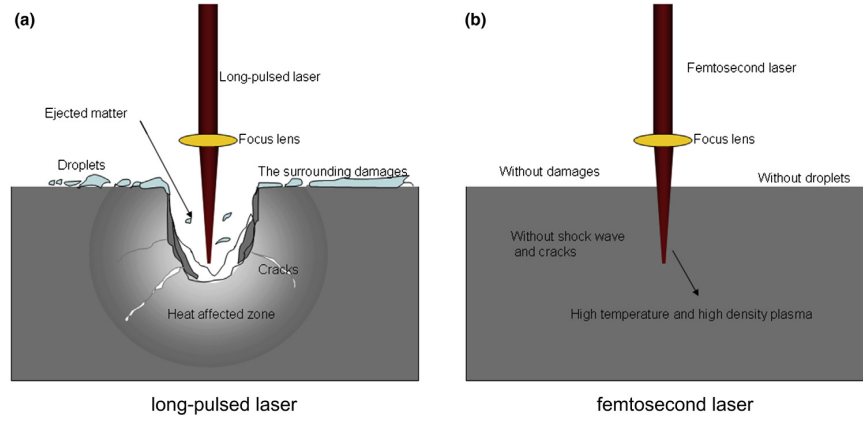 (a)
Long-pulsed laser
Ejected matter
Focus lens
Droplets
The surrounding damages
Cracks
Heat affected zone
long-pulsed laser
(b)
Femtosecond laser
Focus lens
Without damages
Without droplets
Without shock wave
and cracks
High temperature and high density plasma
femtosecond laser